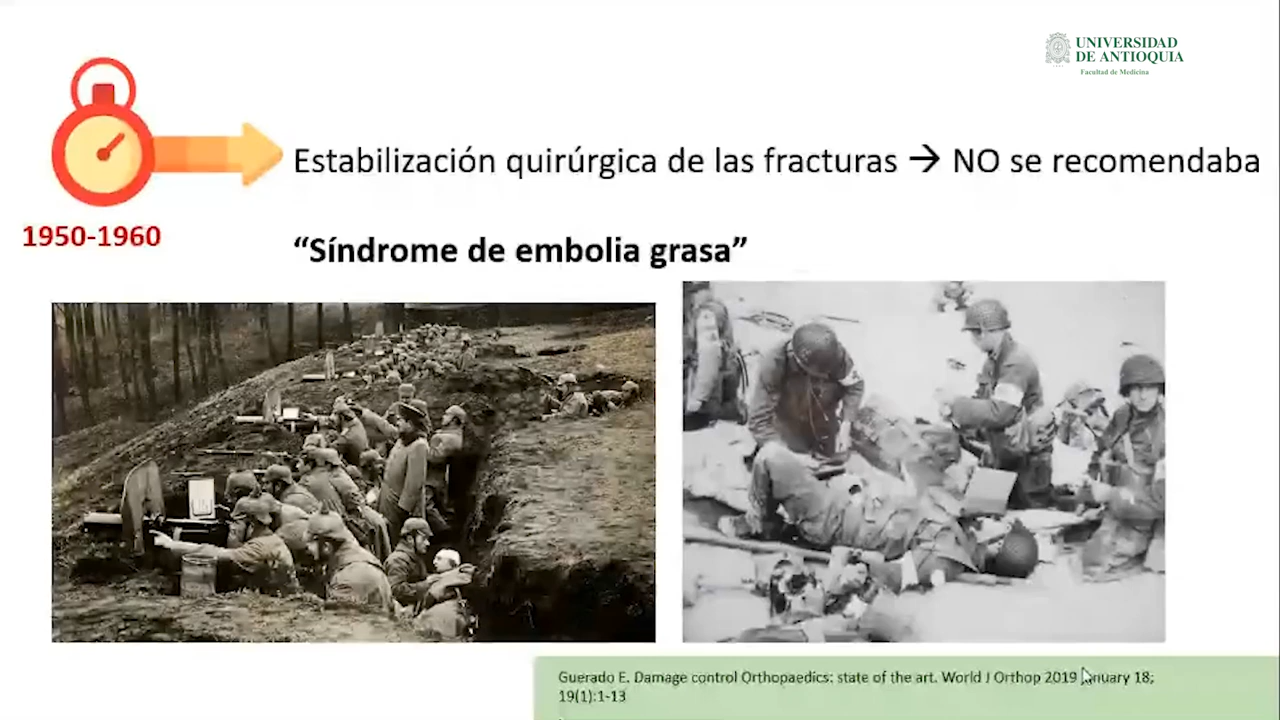 UNIVERSIDAD
DE ANTIOQUIA
Facultad de Medicina
Estabilización quirúrgica de las fracturas → NO se recomendaba
1950-1960
“Síndrome de embolia grasa”
Guerado E. Damage control Orthopaedics: state of the art. World J Orthop 2019 January 18;
19(1):1-13